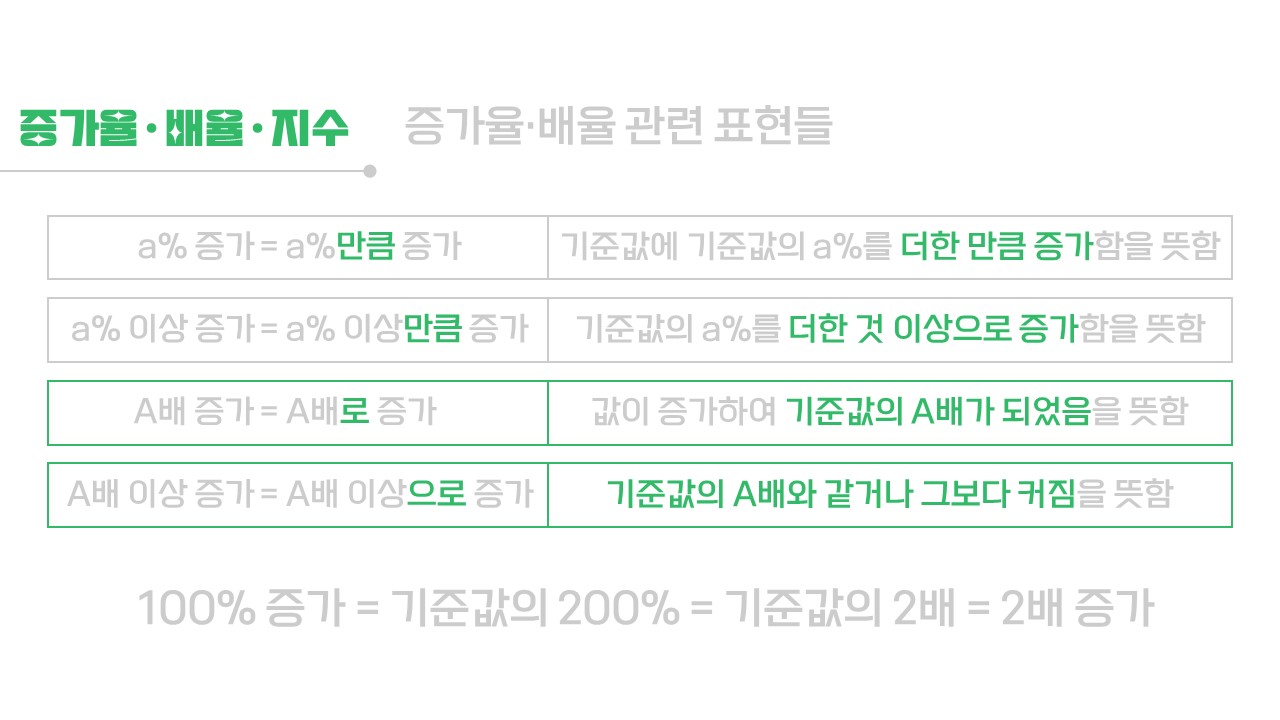 증가율·배율·지수
증가율·배율 관련 표현들
a% 증가 = a%만큼 증가
기준값에 기준값의 a%를 더한 만큼 증가함을 뜻함
a% 이상 증가 = a% 이상만큼 증가
기준값의 a%를 더한 것 이상으로 증가함을 뜻함
A배 증가 = A배로 증가
값이 증가하여 기준값의 A배가 되었음을 뜻함
A배 이상 증가 = A배 이상으로 증가
기준값의 A배와 같거나 그보다 커짐을 뜻함
100% 증가 = 기준값의 200% = 기준값의 2배 = 2배 증가